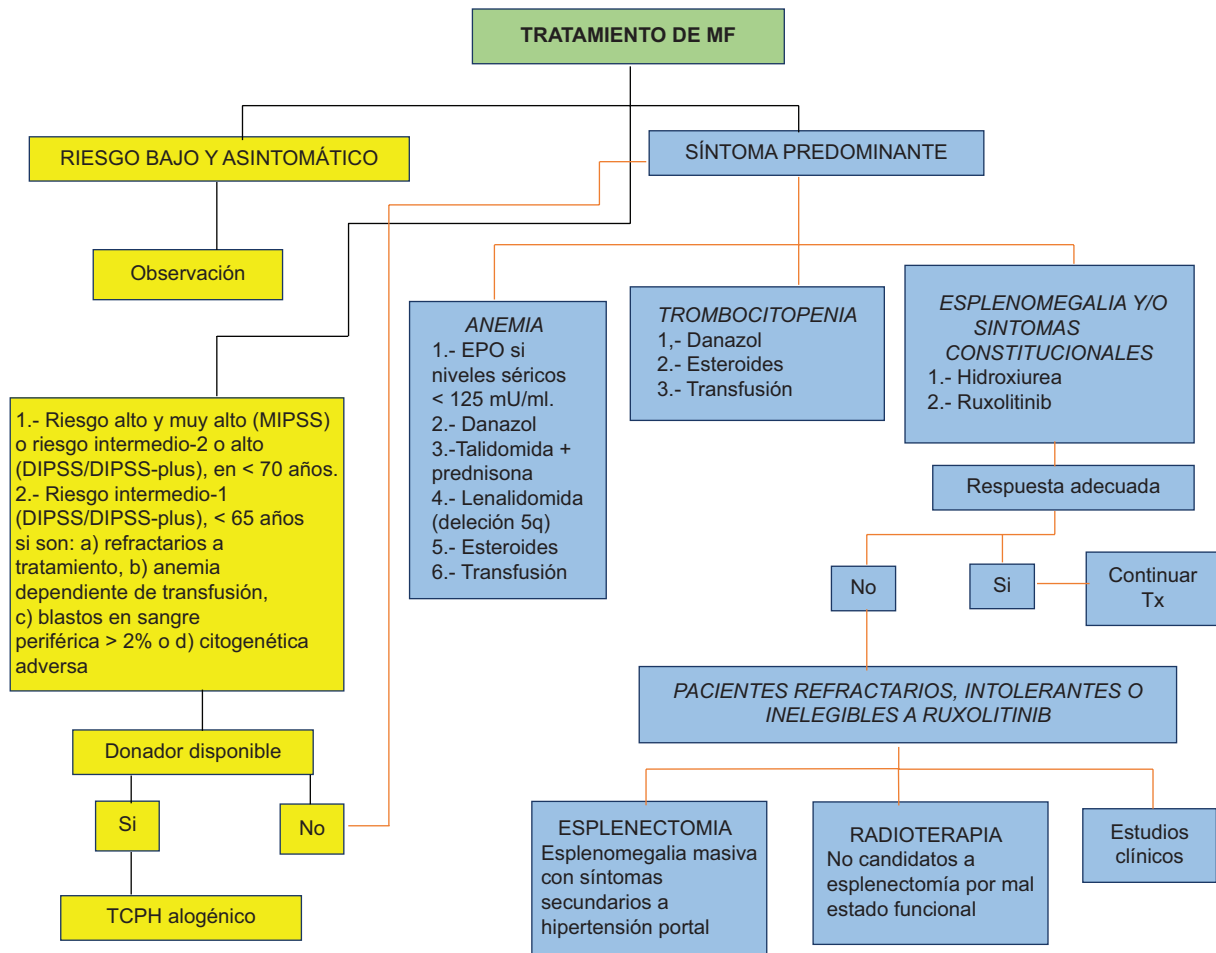 TRATAMIENTO DE MF
RIESGO BAJO Y ASINTOMÁTICO
SÍNTOMA PREDOMINANTE
Observación
ANEMIA
1.- EPO si
niveles séricos
< 125 mU/ml.
2.- Danazol
3.-Talidomida +
prednisona
4.- Lenalidomida
(deleción 5q)
5.- Esteroides
6.- Transfusión
TROMBOCITOPENIA
1,- Danazol
2.- Esteroides
3.- Transfusión
ESPLENOMEGALIA Y/O
SINTOMAS
CONSTITUCIONALES
1.- Hidroxiurea
2.- Ruxolitinib
1.- Riesgo alto y muy alto (MIPSS)
o riesgo intermedio-2 o alto
(DIPSS/DIPSS-plus), en < 70 años.
2.- Riesgo intermedio-1
(DIPSS/DIPSS-plus), < 65 años
si son: a) refractarios a
tratamiento, b) anemia
dependiente de transfusión,
c) blastos en sangre
periférica > 2% o d) citogenética
adversa
Respuesta adecuada
No
Si
Continuar
Tx
PACIENTES REFRACTARIOS, INTOLERANTES O
INELEGIBLES A RUXOLITINIB
Donador disponible
Si
No
TCPH alogénico
ESPLENECTOMIA
Esplenomegalia masiva
con síntomas
secundarios a
hipertensión portal
RADIOTERAPIA
No candidatos a
esplenectomía por mal
estado funcional
Estudios
clínicos